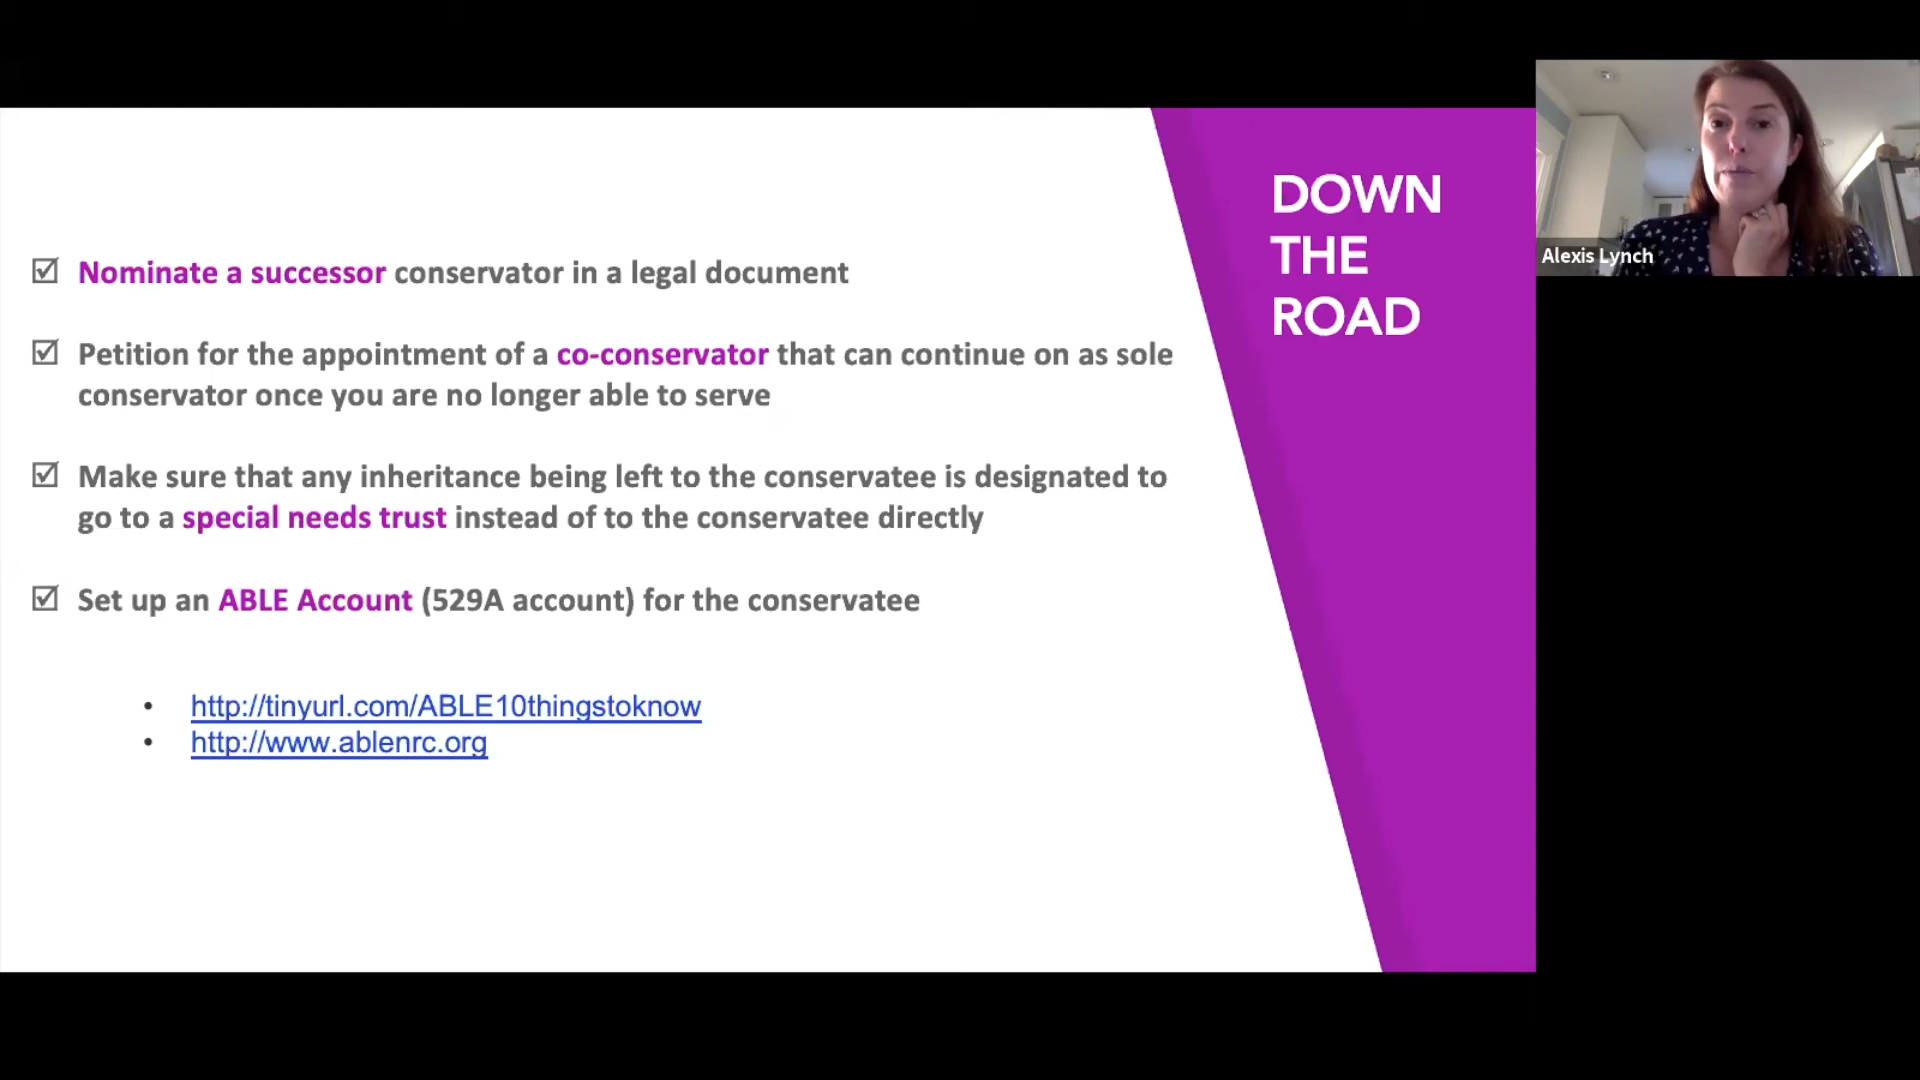 Nominate a successor conservator in a legal document
Petition for the appointment of a co-conservator that can continue on as sole
conservator once you are no longer able to serve
Make sure that any inheritance being left to the conservatee is designated to
go to a special needs trust instead of to the conservatee directly
Set up an ABLE Account (529A account) for the conservatee
• http://tinyurl.com/ABLE10thingstoknow
• http://www.ablenrc.org
DOWN
THE
ROAD
Alexis Lynch